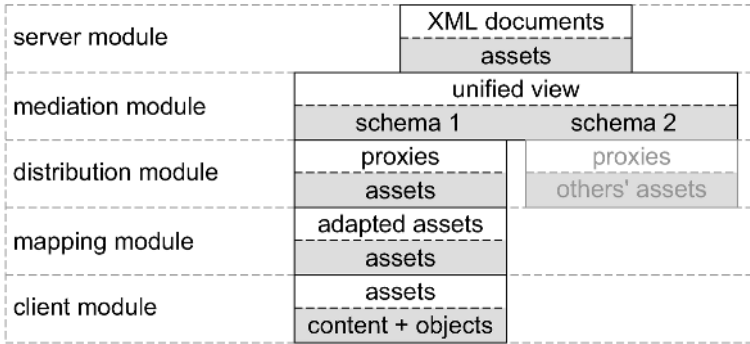 server module
XML documents
assets
mediation module
unified view
schema 1 schema 2
distribution module
proxies proxies
assets others' assets
mapping module
adapted assets
assets
client module
assets
content + objects